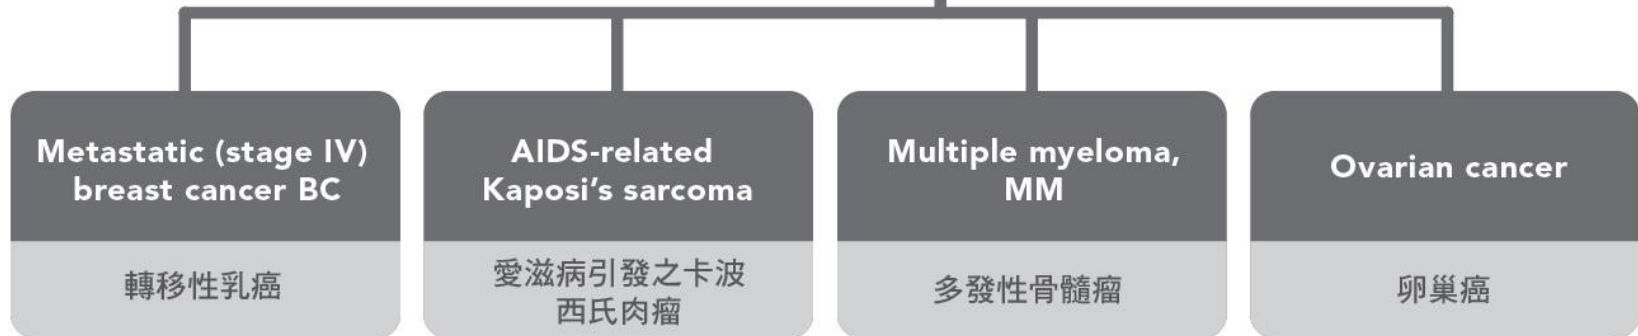 Metastatic (stage IV)
breast cancer BC
轉移性乳癌
AIDS-related
Kaposi's sarcoma
愛滋病引發之卡波
西氏肉瘤
Multiple myeloma,
MM
多發性骨髓瘤
Ovarian cancer
卵巢癌